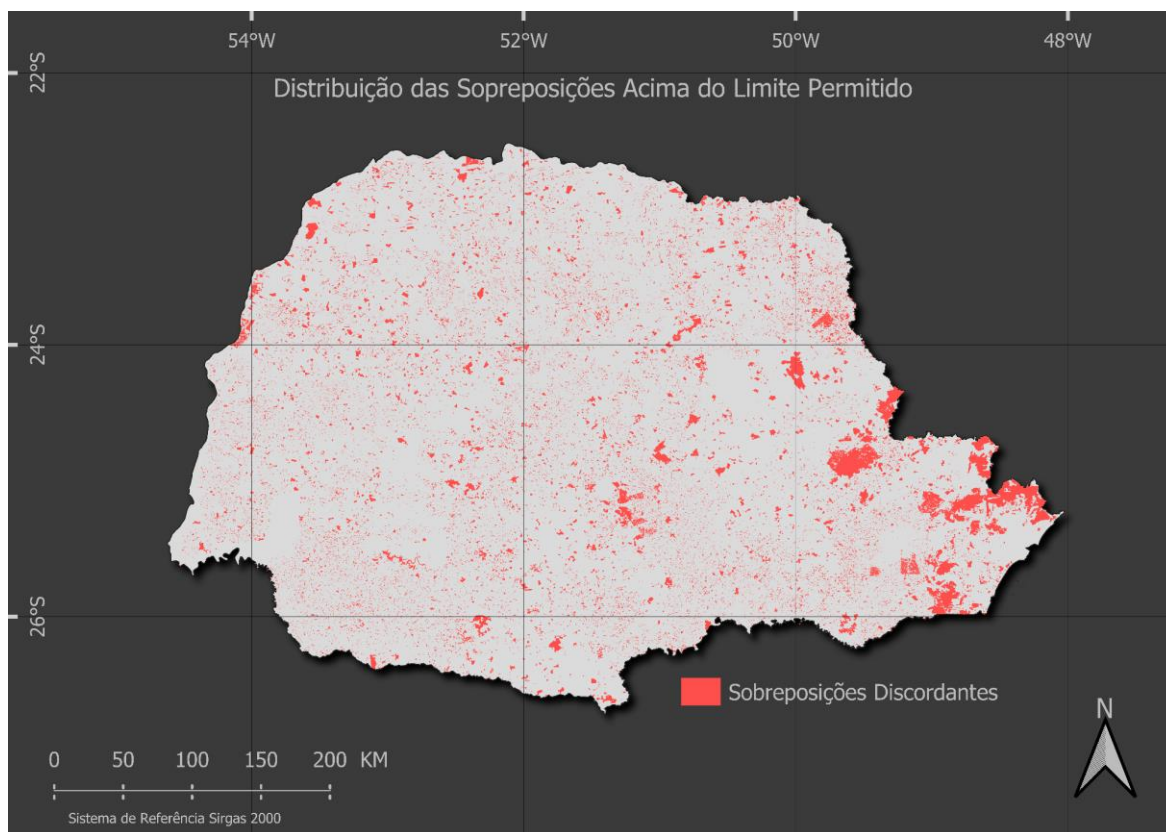 54°W 52°W 50°W 48°W
22°S
Distribuição das Sopreposições Acima do Limite Permitido
24°S
26°S
Sobreposições Discordantes
N
0 50 100 150 200 KM
Sistema de Referência Sirgas 2000